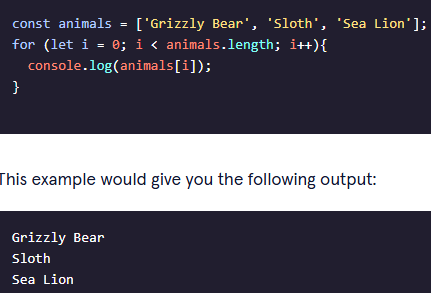 const animals = ['Grizzly Bear', 'Sloth', 'Sea Lion'];
for (let i = 0; i < animals.length; i++){
  console.log(animals[i]);
}
This example would give you the following output:
Grizzly Bear
Sloth
Sea Lion